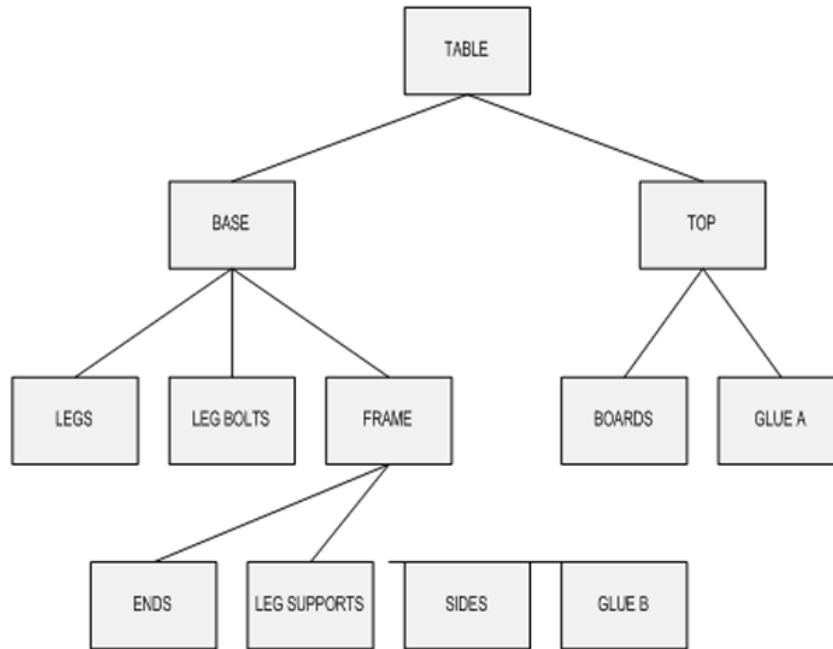 TABLE
BASE
TOP
LEGS
LEG BOLTS
FRAME
BOARDS
GLUE A
ENDS
LEG SUPPORTS
SIDES
GLUE B